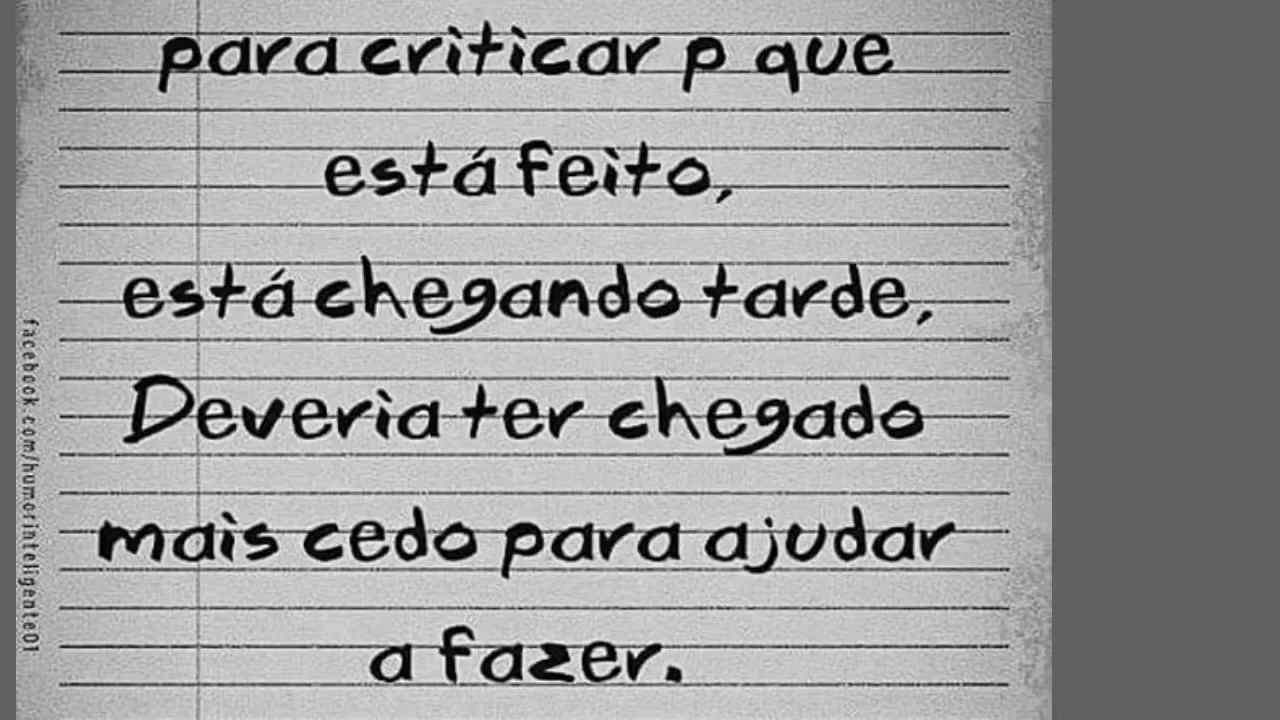 para criticar p que
está feito,
está chegando tarde,
Deveria ter chegado
mais cedo para ajudar
a fazer.
facebook.com/humorinteligente01